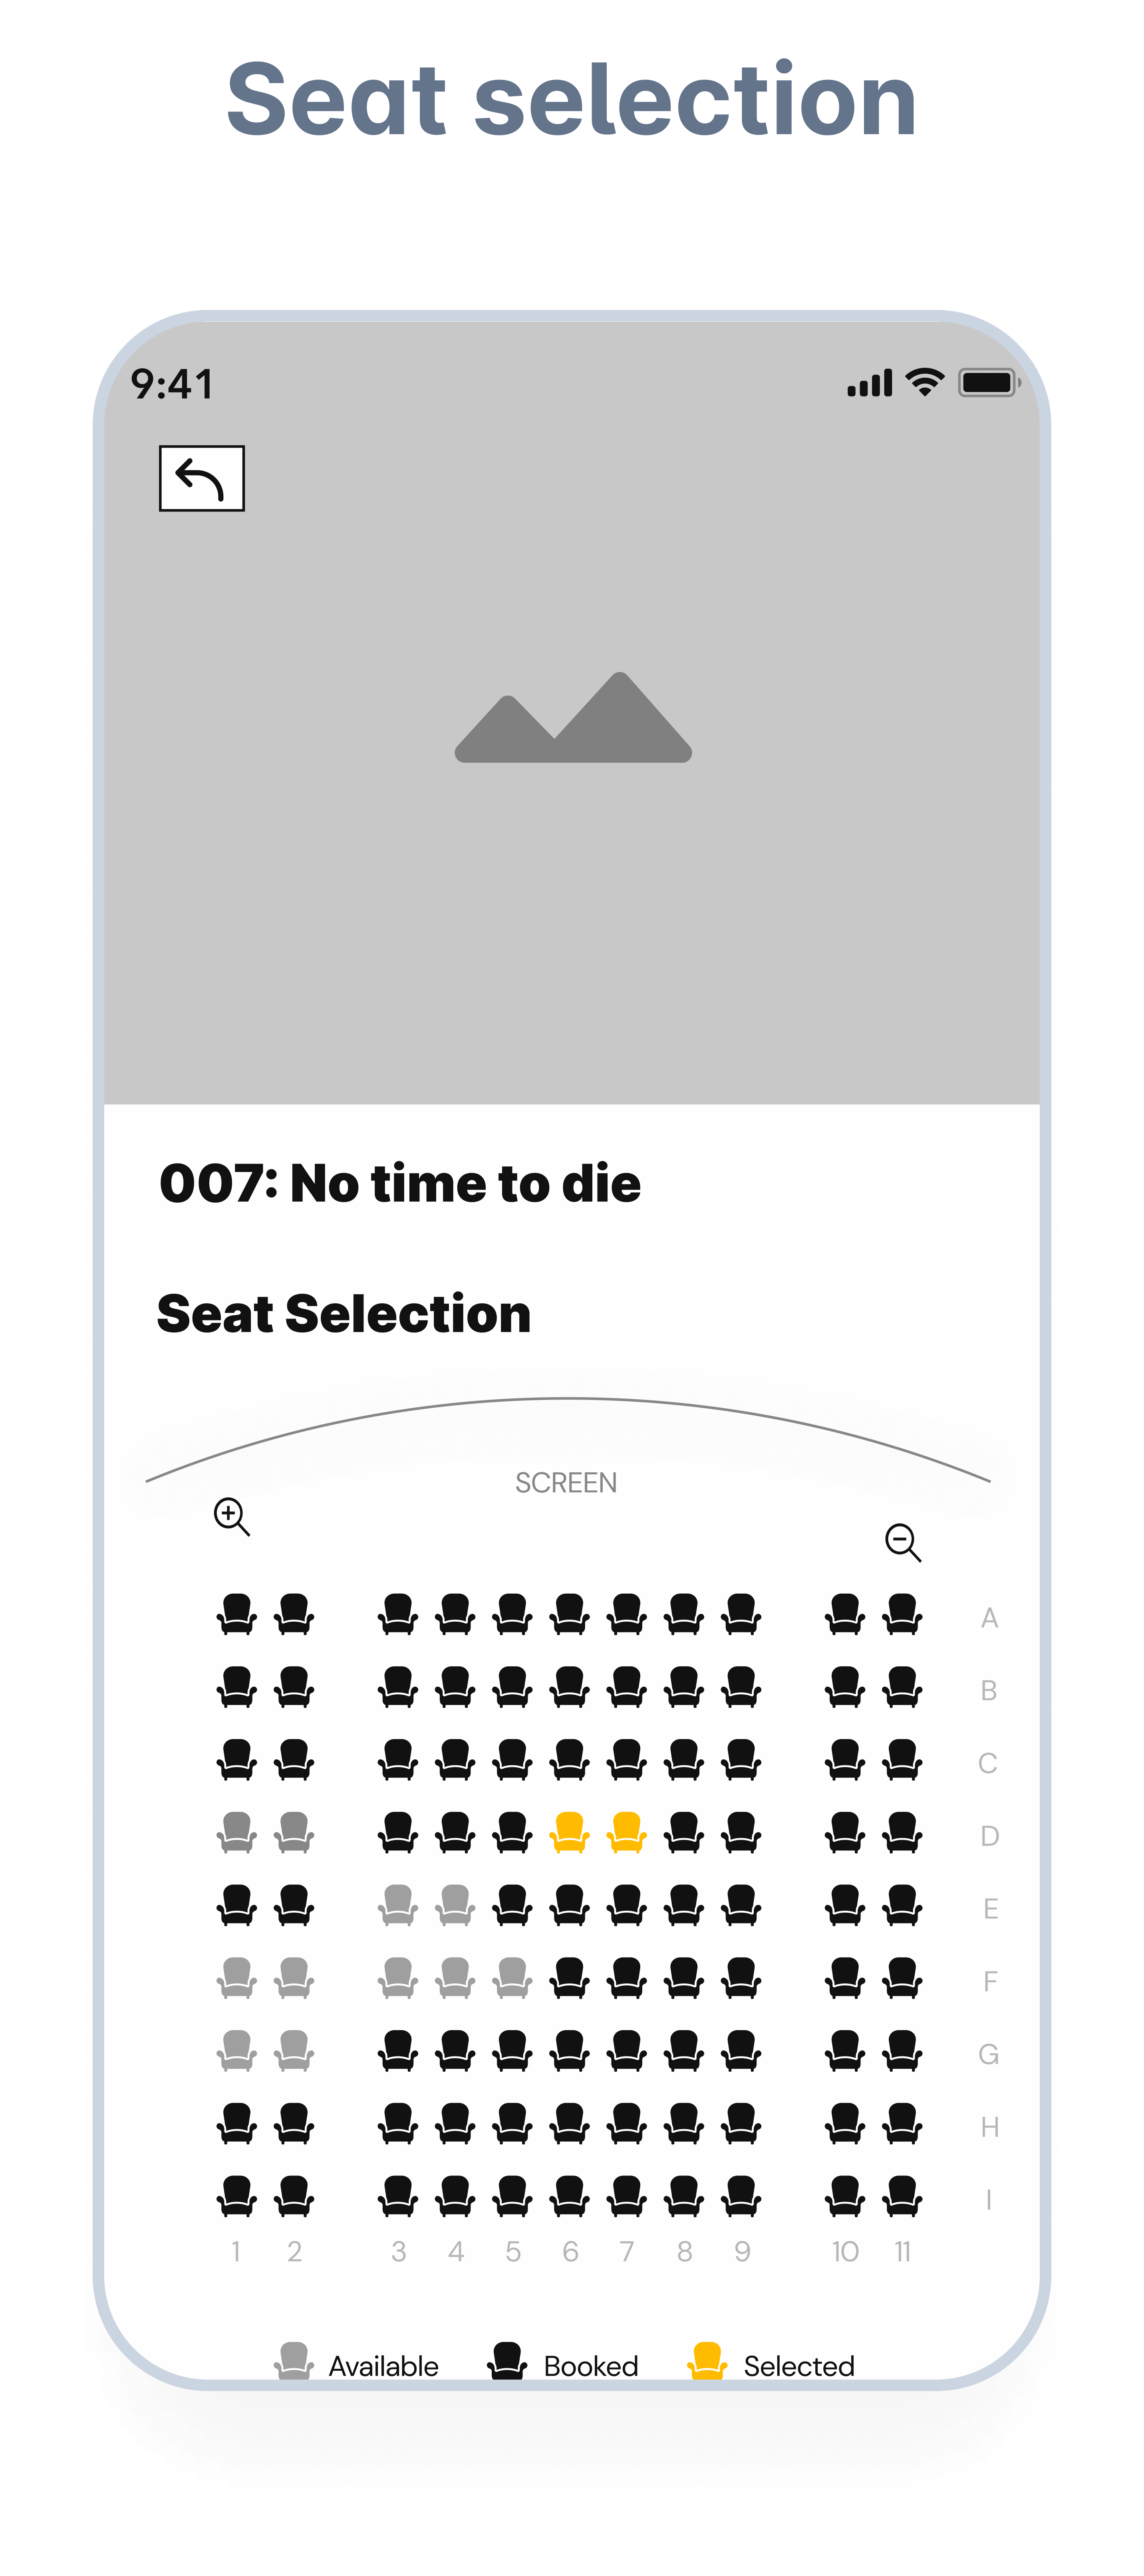 Seat selection
9:41
007: No time to die
Seat Selection
SCREEN
A
B
C
D
E
F
G
H
I
1 2 3 4 5 6 7 8 9 10 11
Available Booked Selected